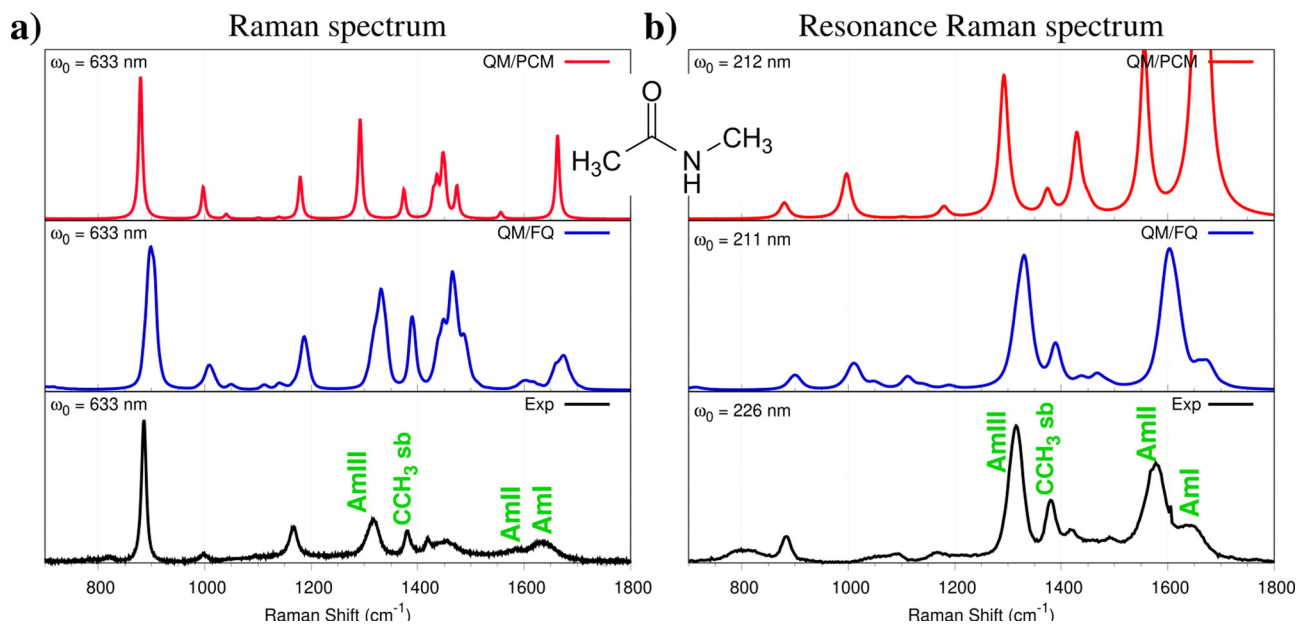 a) Raman spectrum
b) Resonance Raman spectrum
ω₀ = 633 nm
QM/PCM
ω₀ = 633 nm
QM/FQ
ω₀ = 633 nm
Exp
AmIII
CCH₃ sb
AmII
AmI
800 1000 1200 1400 1600 1800
Raman Shift (cm⁻¹)
O
H₃C
N
H
CH₃
ω₀ = 212 nm
QM/PCM
ω₀ = 211 nm
QM/FQ
ω₀ = 226 nm
Exp
AmIII
CCH₃ sb
AmII
AmI
800 1000 1200 1400 1600 1800
Raman Shift (cm⁻¹)